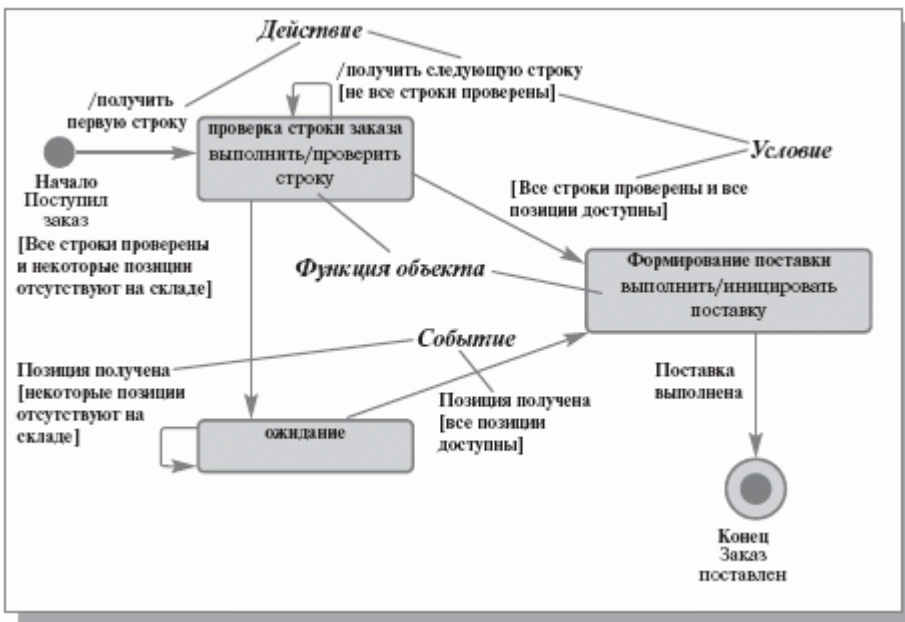 Действие
/получить следующую строку
[не все строки проверены]
/получить
первую строку
проверка строки заказа
выполнить/проверить
строку
Условие
Начало
Поступил
заказ
[Все строки проверены и все
позиции доступны]
[Все строки проверены
и некоторые позиции
отсутствуют на складе]
Функция объекта
Формирование поставки
выполнить/инициировать
поставку
Событие
Позиция получена
[некоторые позиции
отсутствуют на
складе]
Позиция получена
[все позиции
доступны]
Поставка
выполнена
ожидание
Конец
Заказ
поставлен